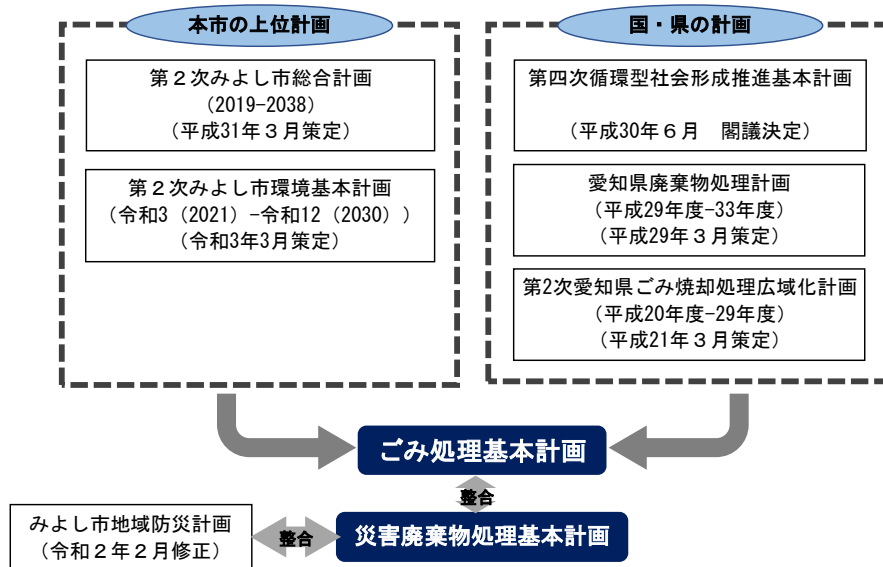 本市の上位計画
第２次みよし市総合計画
(2019-2038)
（平成31年３月策定）
第２次みよし市環境基本計画
（令和3（2021）-令和12（2030））
（令和3年3月策定）
国・県の計画
第四次循環型社会形成推進基本計画
（平成30年６月　閣議決定）
愛知県廃棄物処理計画
（平成29年度-33年度）
（平成29年３月策定）
第2次愛知県ごみ焼却処理広域化計画
（平成20年度-29年度）
（平成21年３月策定）
ごみ処理基本計画
整合
みよし市地域防災計画
（令和２年２月修正）
整合
災害廃棄物処理基本計画